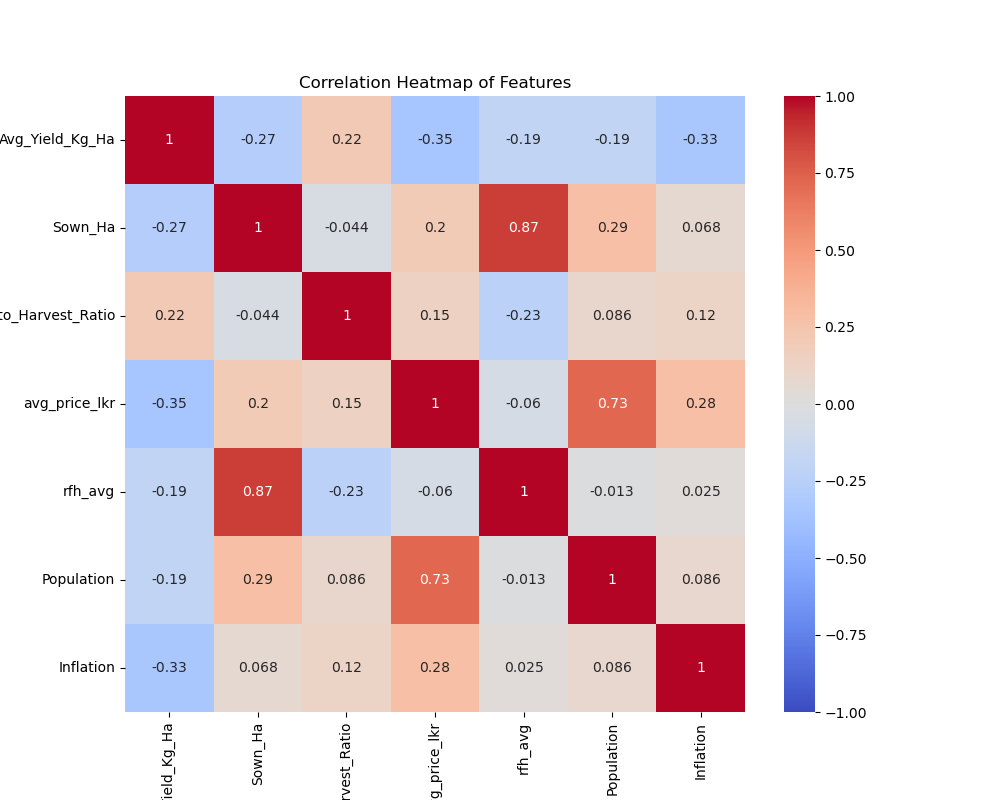 Correlation Heatmap of Features
Avg_Yield_Kg_Ha 1 -0.27 0.22 -0.35 -0.19 -0.19 -0.33
Sown_Ha -0.27 1 -0.044 0.2 0.87 0.29 0.068
to_Harvest_Ratio 0.22 -0.044 1 0.15 -0.23 0.086 0.12
avg_price_lkr -0.35 0.2 0.15 1 -0.06 0.73 0.28
rfh_avg -0.19 0.87 -0.23 -0.06 1 -0.013 0.025
Population -0.19 0.29 0.086 0.73 -0.013 1 0.086
Inflation -0.33 0.068 0.12 0.28 0.025 0.086 1
ield_Kg_Ha
Sown_Ha
rvest_Ratio
g_price_lkr
rfh_avg
Population
Inflation
1.00
0.75
0.50
0.25
0.00
−0.25
−0.50
−0.75
−1.00